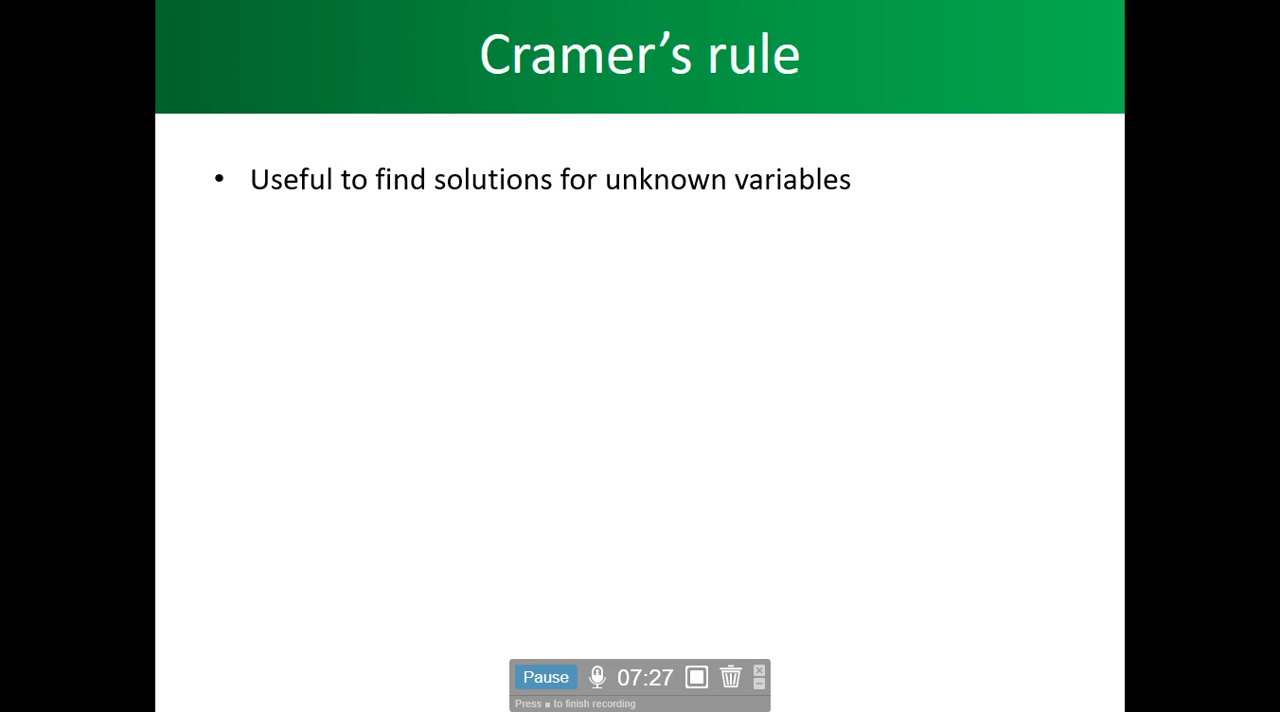 Cramer’s rule
• Useful to find solutions for unknown variables
Pause 07:27
Press ■ to finish recording